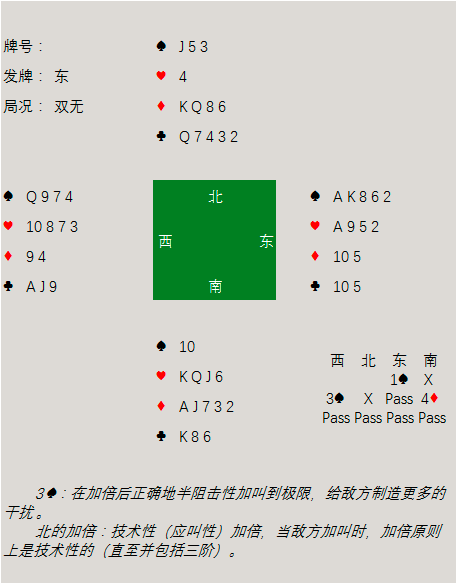 牌号： ♠ J 5 3
发牌： 东 ♥ 4
局况： 双无 ♦ K Q 8 6
♣ Q 7 4 3 2
♠ Q 9 7 4 北 ♠ A K 8 6 2
♥ 10 8 7 3 ♥ A 9 5 2
西 东
♦ 9 4 ♦ 10 5
♣ A J 9 南 ♣ 10 5
♠ 10
♥ K Q J 6
♦ A J 7 3 2
♣ K 8 6
西 北 东 南
1♠ X
3♠ X Pass 4♦
Pass Pass Pass Pass
3♠：在加倍后正确地半阻击性加叫到极限，给敌方制造更多的
干扰。
北的加倍：技术性（应叫性）加倍，当敌方加叫时，加倍原则
上是技术性的（直至并包括三阶）。